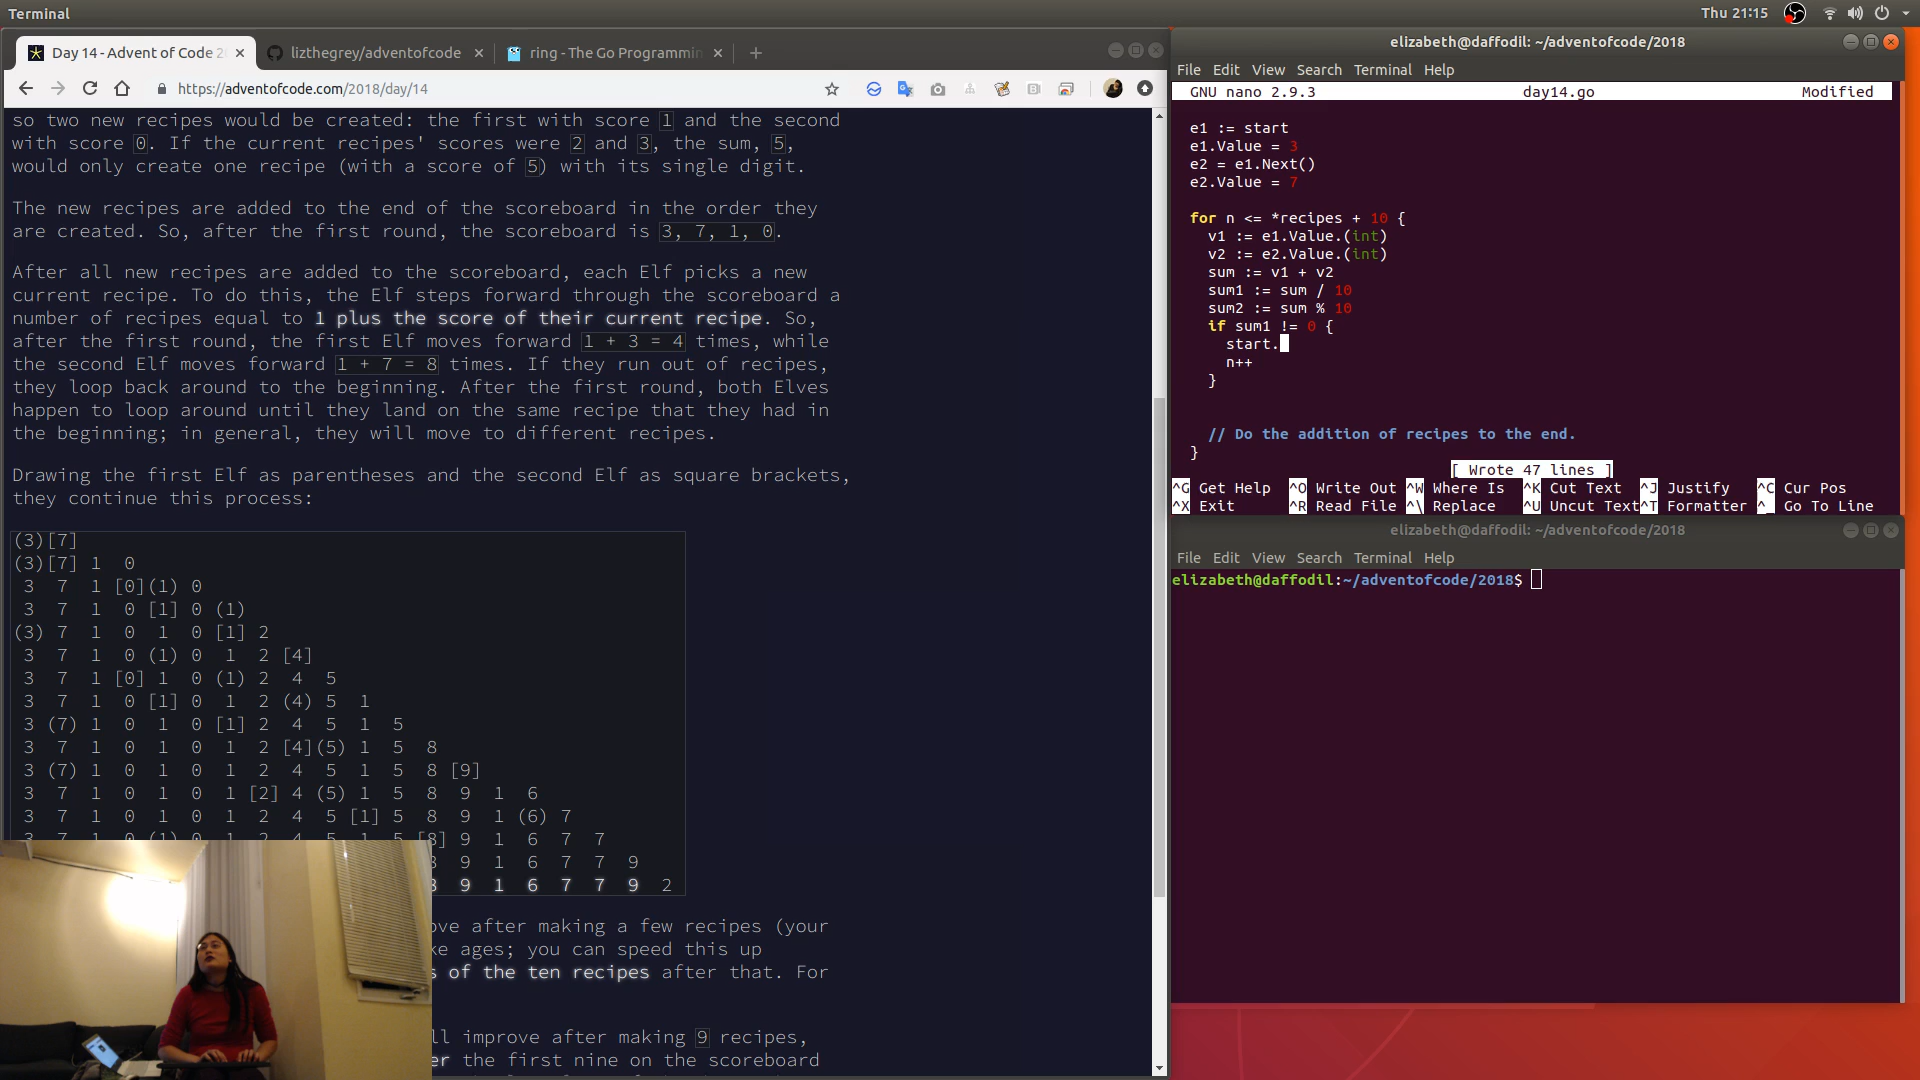 Terminal
Thu 21:15
Day 14 - Advent of Code 2
lizthegrey/adventofcode
ring - The Go Programmin
https://adventofcode.com/2018/day/14
so two new recipes would be created: the first with score 1 and the second
with score 0. If the current recipes' scores were 2 and 3, the sum, 5,
would only create one recipe (with a score of 5) with its single digit.
The new recipes are added to the end of the scoreboard in the order they
are created. So, after the first round, the scoreboard is 3, 7, 1, 0.
After all new recipes are added to the scoreboard, each Elf picks a new
current recipe. To do this, the Elf steps forward through the scoreboard a
number of recipes equal to 1 plus the score of their current recipe. So,
after the first round, the first Elf moves forward 1 + 3 = 4 times, while
the second Elf moves forward 1 + 7 = 8 times. If they run out of recipes,
they loop back around to the beginning. After the first round, both Elves
happen to loop around until they land on the same recipe that they had in
the beginning; in general, they will move to different recipes.
Drawing the first Elf as parentheses and the second Elf as square brackets,
they continue this process:
(3)[7]
(3)[7] 1 0
3 7 1 [0](1) 0
3 7 1 0 [1] 0 (1)
(3) 7 1 0 1 0 [1] 2
3 7 1 0 (1) 0 1 2 [4]
3 7 1 [0] 1 0 (1) 2 4 5
3 7 1 0 [1] 0 1 2 (4) 5 1
3 (7) 1 0 1 0 [1] 2 4 5 1 5
3 7 1 0 1 0 1 2 [4](5) 1 5 8
3 (7) 1 0 1 0 1 2 4 5 1 5 8 [9]
3 7 1 0 1 0 1 [2] 4 (5) 1 5 8 9 1 6
3 7 1 0 1 0 1 2 4 5 [1] 5 8 9 1 (6) 7
3 7 1 0 (1) 0 1 2 4 5 1 5 [8] 9 1 6 7 7
8 9 1 6 7 7 9
8 9 1 6 7 7 9 2
ove after making a few recipes (your
ke ages; you can speed this up
s of the ten recipes after that. For
ll improve after making 9 recipes,
er the first nine on the scoreboard
elizabeth@daffodil: ~/adventofcode/2018
File Edit View Search Terminal Help
GNU nano 2.9.3 day14.go Modified
e1 := start
e1.Value = 3
e2 = e1.Next()
e2.Value = 7
for n <= *recipes + 10 {
v1 := e1.Value.(int)
v2 := e2.Value.(int)
sum := v1 + v2
sum1 := sum / 10
sum2 := sum % 10
if sum1 != 0 {
start.
n++
}
// Do the addition of recipes to the end.
}
[ Wrote 47 lines ]
^G Get Help ^O Write Out ^W Where Is ^K Cut Text ^J Justify ^C Cur Pos
^X Exit ^R Read File ^\ Replace ^U Uncut Text ^T Formatter ^_ Go To Line
elizabeth@daffodil: ~/adventofcode/2018
File Edit View Search Terminal Help
elizabeth@daffodil:~/adventofcode/2018$